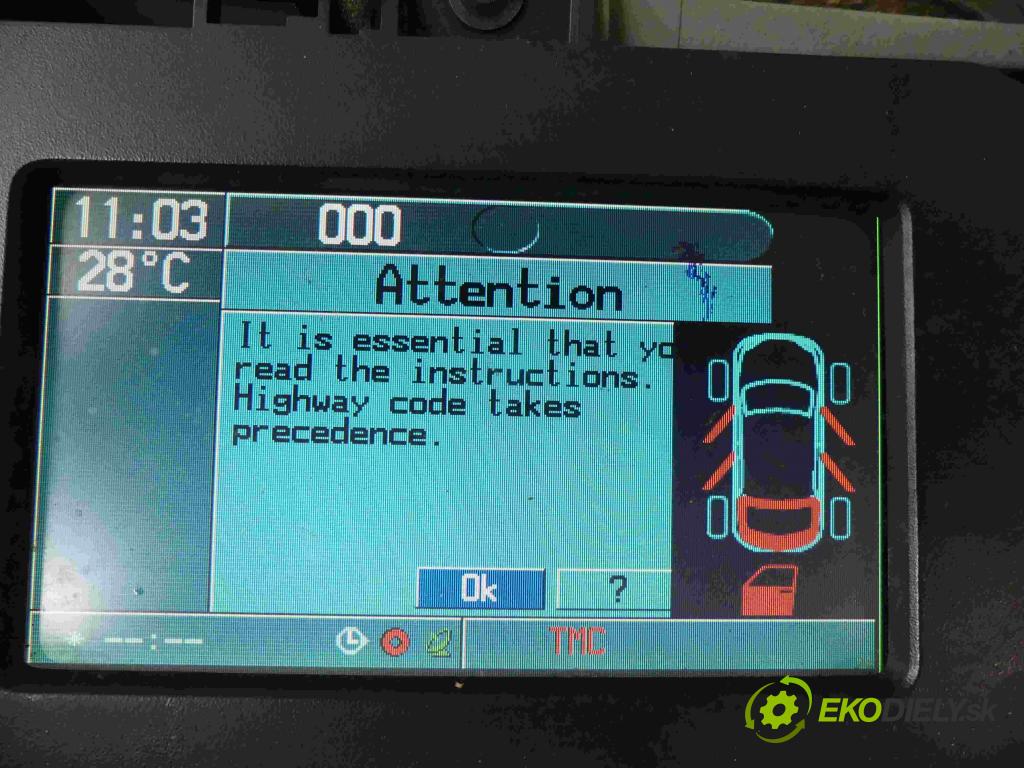 11:03
000
28°C
Attention
It is essential that yo
read the instructions.
Highway code takes
precedence.
Ok
?
--:--
TMC
EKODIELY.sk